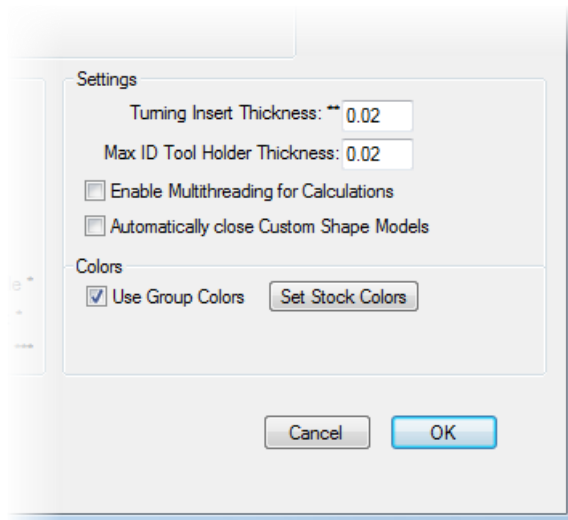 Settings
Turning Insert Thickness: ** 0.02
Max ID Tool Holder Thickness: 0.02
Enable Multithreading for Calculations
Automatically close Custom Shape Models
Colors
Use Group Colors Set Stock Colors
Cancel OK